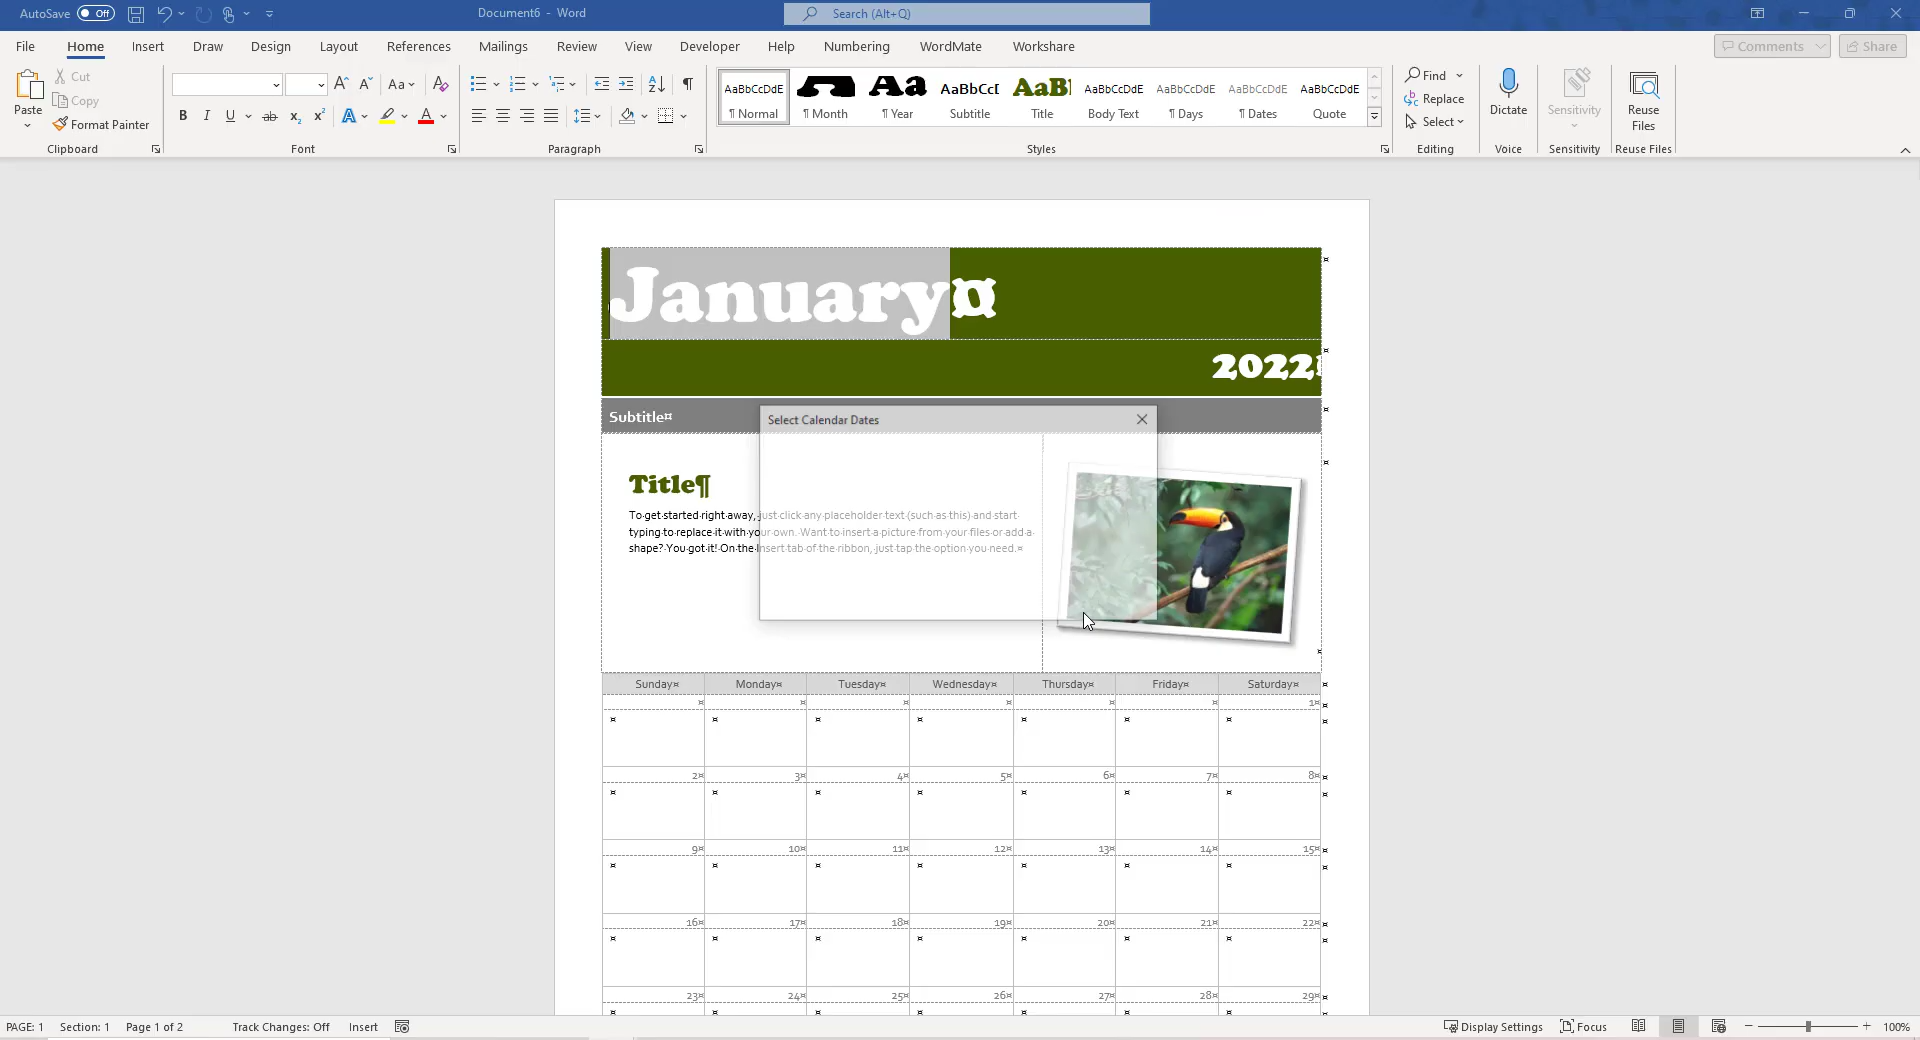 AutoSave Off
Document6 - Word
Search (Alt+Q)
File Home Insert Draw Design Layout References Mailings Review View Developer Help Numbering WordMate Workshare
Comments Share
Paste Cut Copy Format Painter
Aa A A
B I U ab x₂ x² A A
AaBbCcDdE Aa AaBbCcI AaB AaBbCcDdE AaBbCcDdE AaBbCcDdE AaBbCcDdE
¶ Normal ¶ Month ¶ Year Subtitle Title Body Text ¶ Days ¶ Dates Quote
Find Replace Select
Dictate Sensitivity Reuse Files
Clipboard Font Paragraph Styles Editing Voice Sensitivity Reuse Files
January¤
2022
Subtitle¤
Select Calendar Dates
Title¶
To·get·started·right·away,·just·click·any·placeholder·text·(such·as·this)·and·start·
typing·to·replace·it·with·your·own.·Want·to·insert·a·picture·from·your·files·or·add·a·
shape?·You·got·it!·On·the·Insert·tab·of·the·ribbon,·just·tap·the·option·you·need.¤
Sunday¤ Monday¤ Tuesday¤ Wednesday¤ Thursday¤ Friday¤ Saturday¤
¤ ¤ ¤ ¤ ¤ ¤ 1¤
¤ ¤ ¤ ¤ ¤ ¤ ¤
2¤ 3¤ 4¤ 5¤ 6¤ 7¤ 8¤
¤ ¤ ¤ ¤ ¤ ¤ ¤
9¤ 10¤ 11¤ 12¤ 13¤ 14¤ 15¤
¤ ¤ ¤ ¤ ¤ ¤ ¤
16¤ 17¤ 18¤ 19¤ 20¤ 21¤ 22¤
¤ ¤ ¤ ¤ ¤ ¤ ¤
23¤ 24¤ 25¤ 26¤ 27¤ 28¤ 29¤
PAGE: 1 Section: 1 Page 1 of 2 Track Changes: Off Insert Display Settings Focus 100%